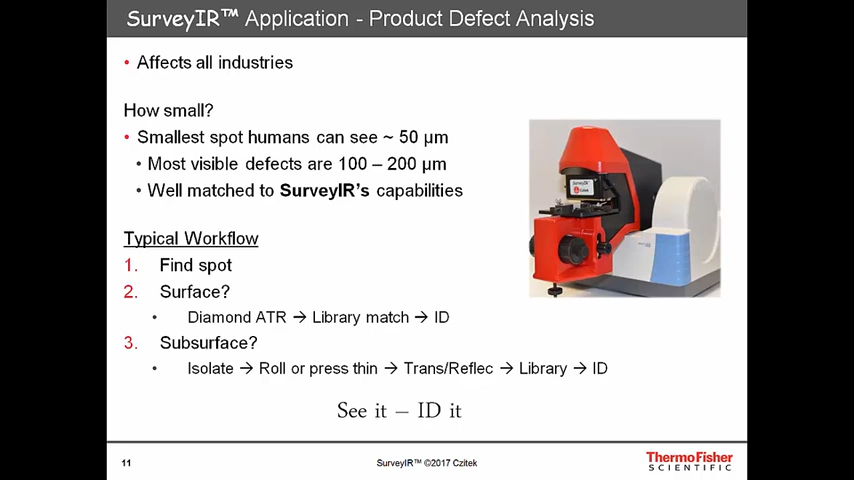 SurveyIR™ Application - Product Defect Analysis
• Affects all industries
How small?
• Smallest spot humans can see ~ 50 µm
• Most visible defects are 100 – 200 µm
• Well matched to SurveyIR's capabilities
Typical Workflow
1. Find spot
2. Surface?
• Diamond ATR → Library match → ID
3. Subsurface?
• Isolate → Roll or press thin → Trans/Reflec → Library → ID
See it – ID it
SurveyIR
11
SurveyIR™ ©2017 Czitek
ThermoFisher
SCIENTIFIC